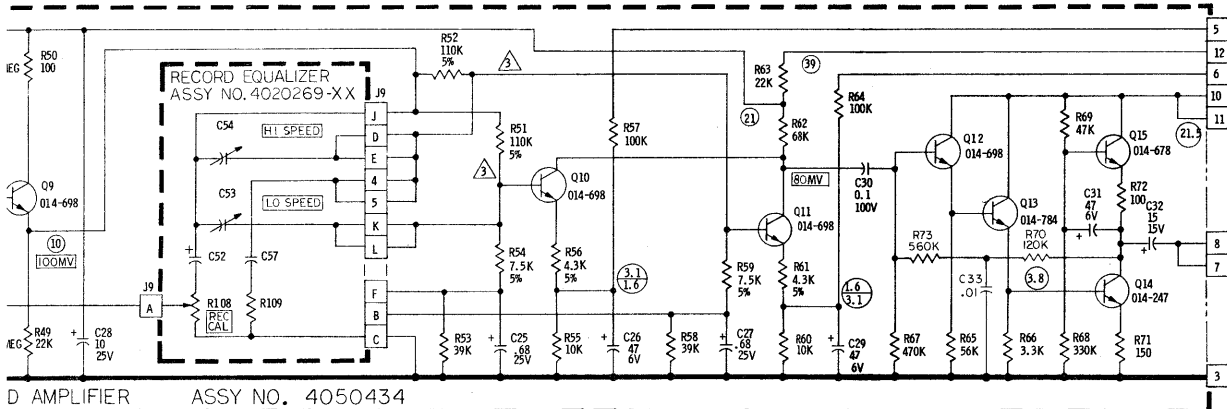 R50
100
MEG
RECORD EQUALIZER
ASSY NO. 4020269-XX
J9
C54
HI SPEED
C53
LO SPEED
C52
C57
J
D
E
4
5
K
L
F
B
C
Q9
014-698
10
100MV
J9
A
R108
REC
CAL
R109
MEG
R49
22K
C28
10
25V
R52
110K
5%
3
R51
110K
5%
3
Q10
014-698
R54
7.5K
5%
R56
4.3K
5%
R53
39K
C25
.68
25V
R55
10K
R57
100K
3.1
1.6
C26
47
6V
R58
39K
R59
7.5K
5%
C27
.68
25V
R63
22K
39
21
R62
68K
80MV
Q11
014-698
R61
4.3K
5%
R60
10K
R64
100K
1.6
3.1
C29
47
6V
C30
0.1
100V
R73
560K
R67
470K
Q12
014-698
R65
56K
Q13
014-784
C33
.01
R70
120K
3.8
R66
3.3K
R69
47K
R68
330K
Q15
014-678
C31
47
6V
R72
100
C32
15
15V
Q14
014-247
R71
150
21.5
5
12
6
10
11
8
7
3
D AMPLIFIER ASSY NO. 4050434